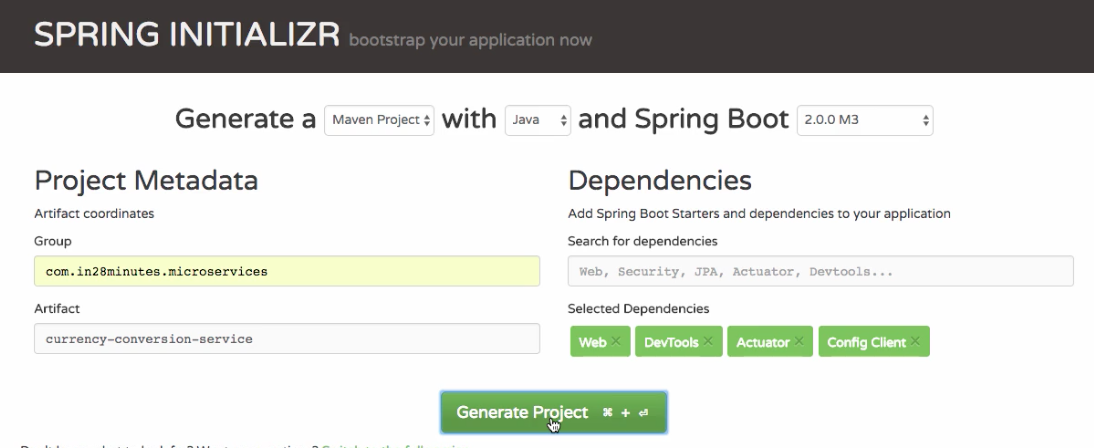 SPRING INITIALIZR bootstrap your application now
Generate a Maven Project with Java and Spring Boot 2.0.0 M3
Project Metadata
Artifact coordinates
Group
com.in28minutes.microservices
Artifact
currency-conversion-service
Dependencies
Add Spring Boot Starters and dependencies to your application
Search for dependencies
Web, Security, JPA, Actuator, Devtools...
Selected Dependencies
Web × DevTools × Actuator × Config Client ×
Generate Project ⌘ + ⏎